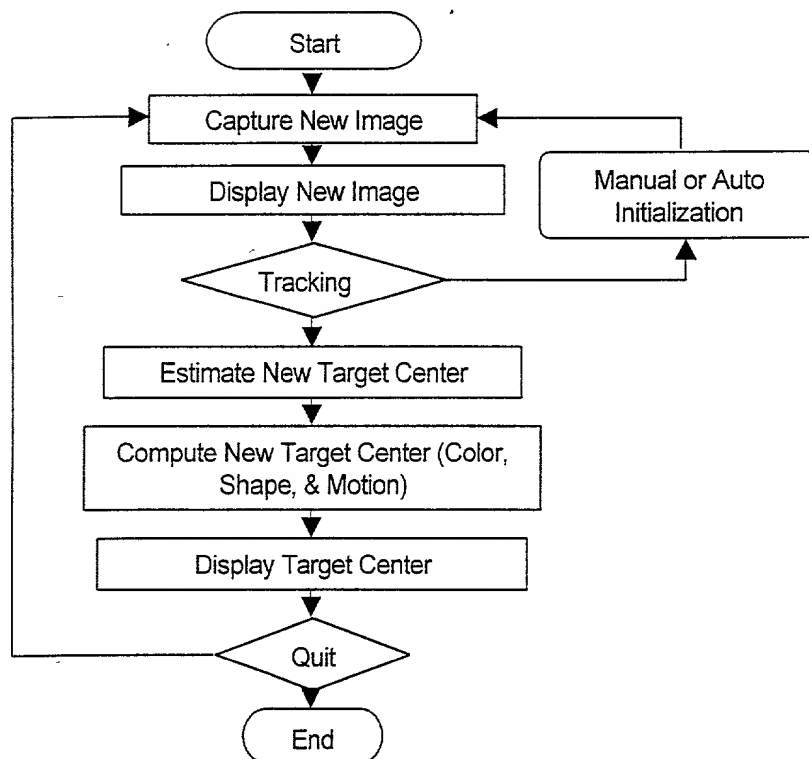 Start
Capture New Image
Display New Image
Manual or Auto
Initialization
Tracking
Estimate New Target Center
Compute New Target Center (Color,
Shape, & Motion)
Display Target Center
Quit
End